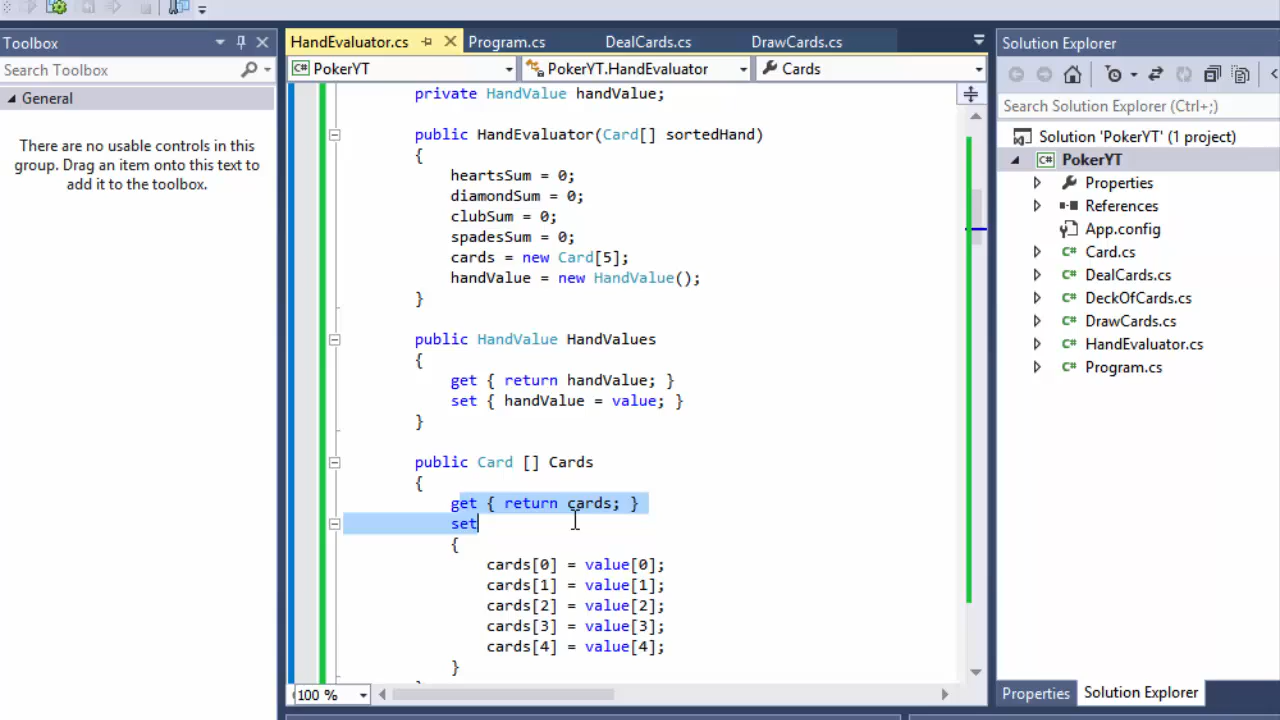 Toolbox
Search Toolbox
General
There are no usable controls in this
group. Drag an item onto this text to
add it to the toolbox.
HandEvaluator.cs
Program.cs
DealCards.cs
DrawCards.cs
PokerYT
PokerYT.HandEvaluator
Cards
private HandValue handValue;
public HandEvaluator(Card[] sortedHand)
{
heartsSum = 0;
diamondSum = 0;
clubSum = 0;
spadesSum = 0;
cards = new Card[5];
handValue = new HandValue();
}
public HandValue HandValues
{
get { return handValue; }
set { handValue = value; }
}
public Card [] Cards
{
get { return cards; }
set
{
cards[0] = value[0];
cards[1] = value[1];
cards[2] = value[2];
cards[3] = value[3];
cards[4] = value[4];
}
100 %
Solution Explorer
Search Solution Explorer (Ctrl+;)
Solution 'PokerYT' (1 project)
C# PokerYT
Properties
References
App.config
C# Card.cs
C# DealCards.cs
C# DeckOfCards.cs
C# DrawCards.cs
C# HandEvaluator.cs
C# Program.cs
Properties
Solution Explorer